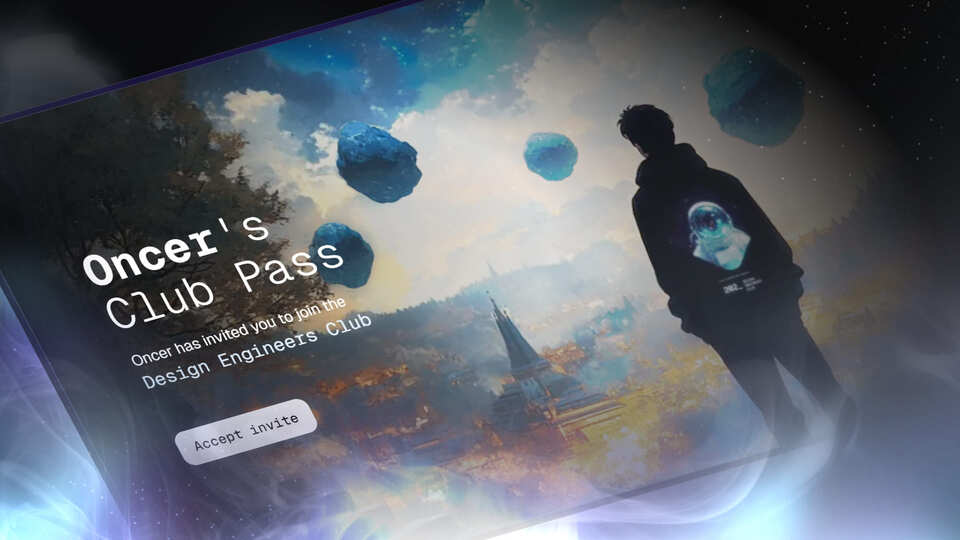 Oncer's
Club Pass
Oncer has invited you to join the
Design Engineers Club
Accept invite